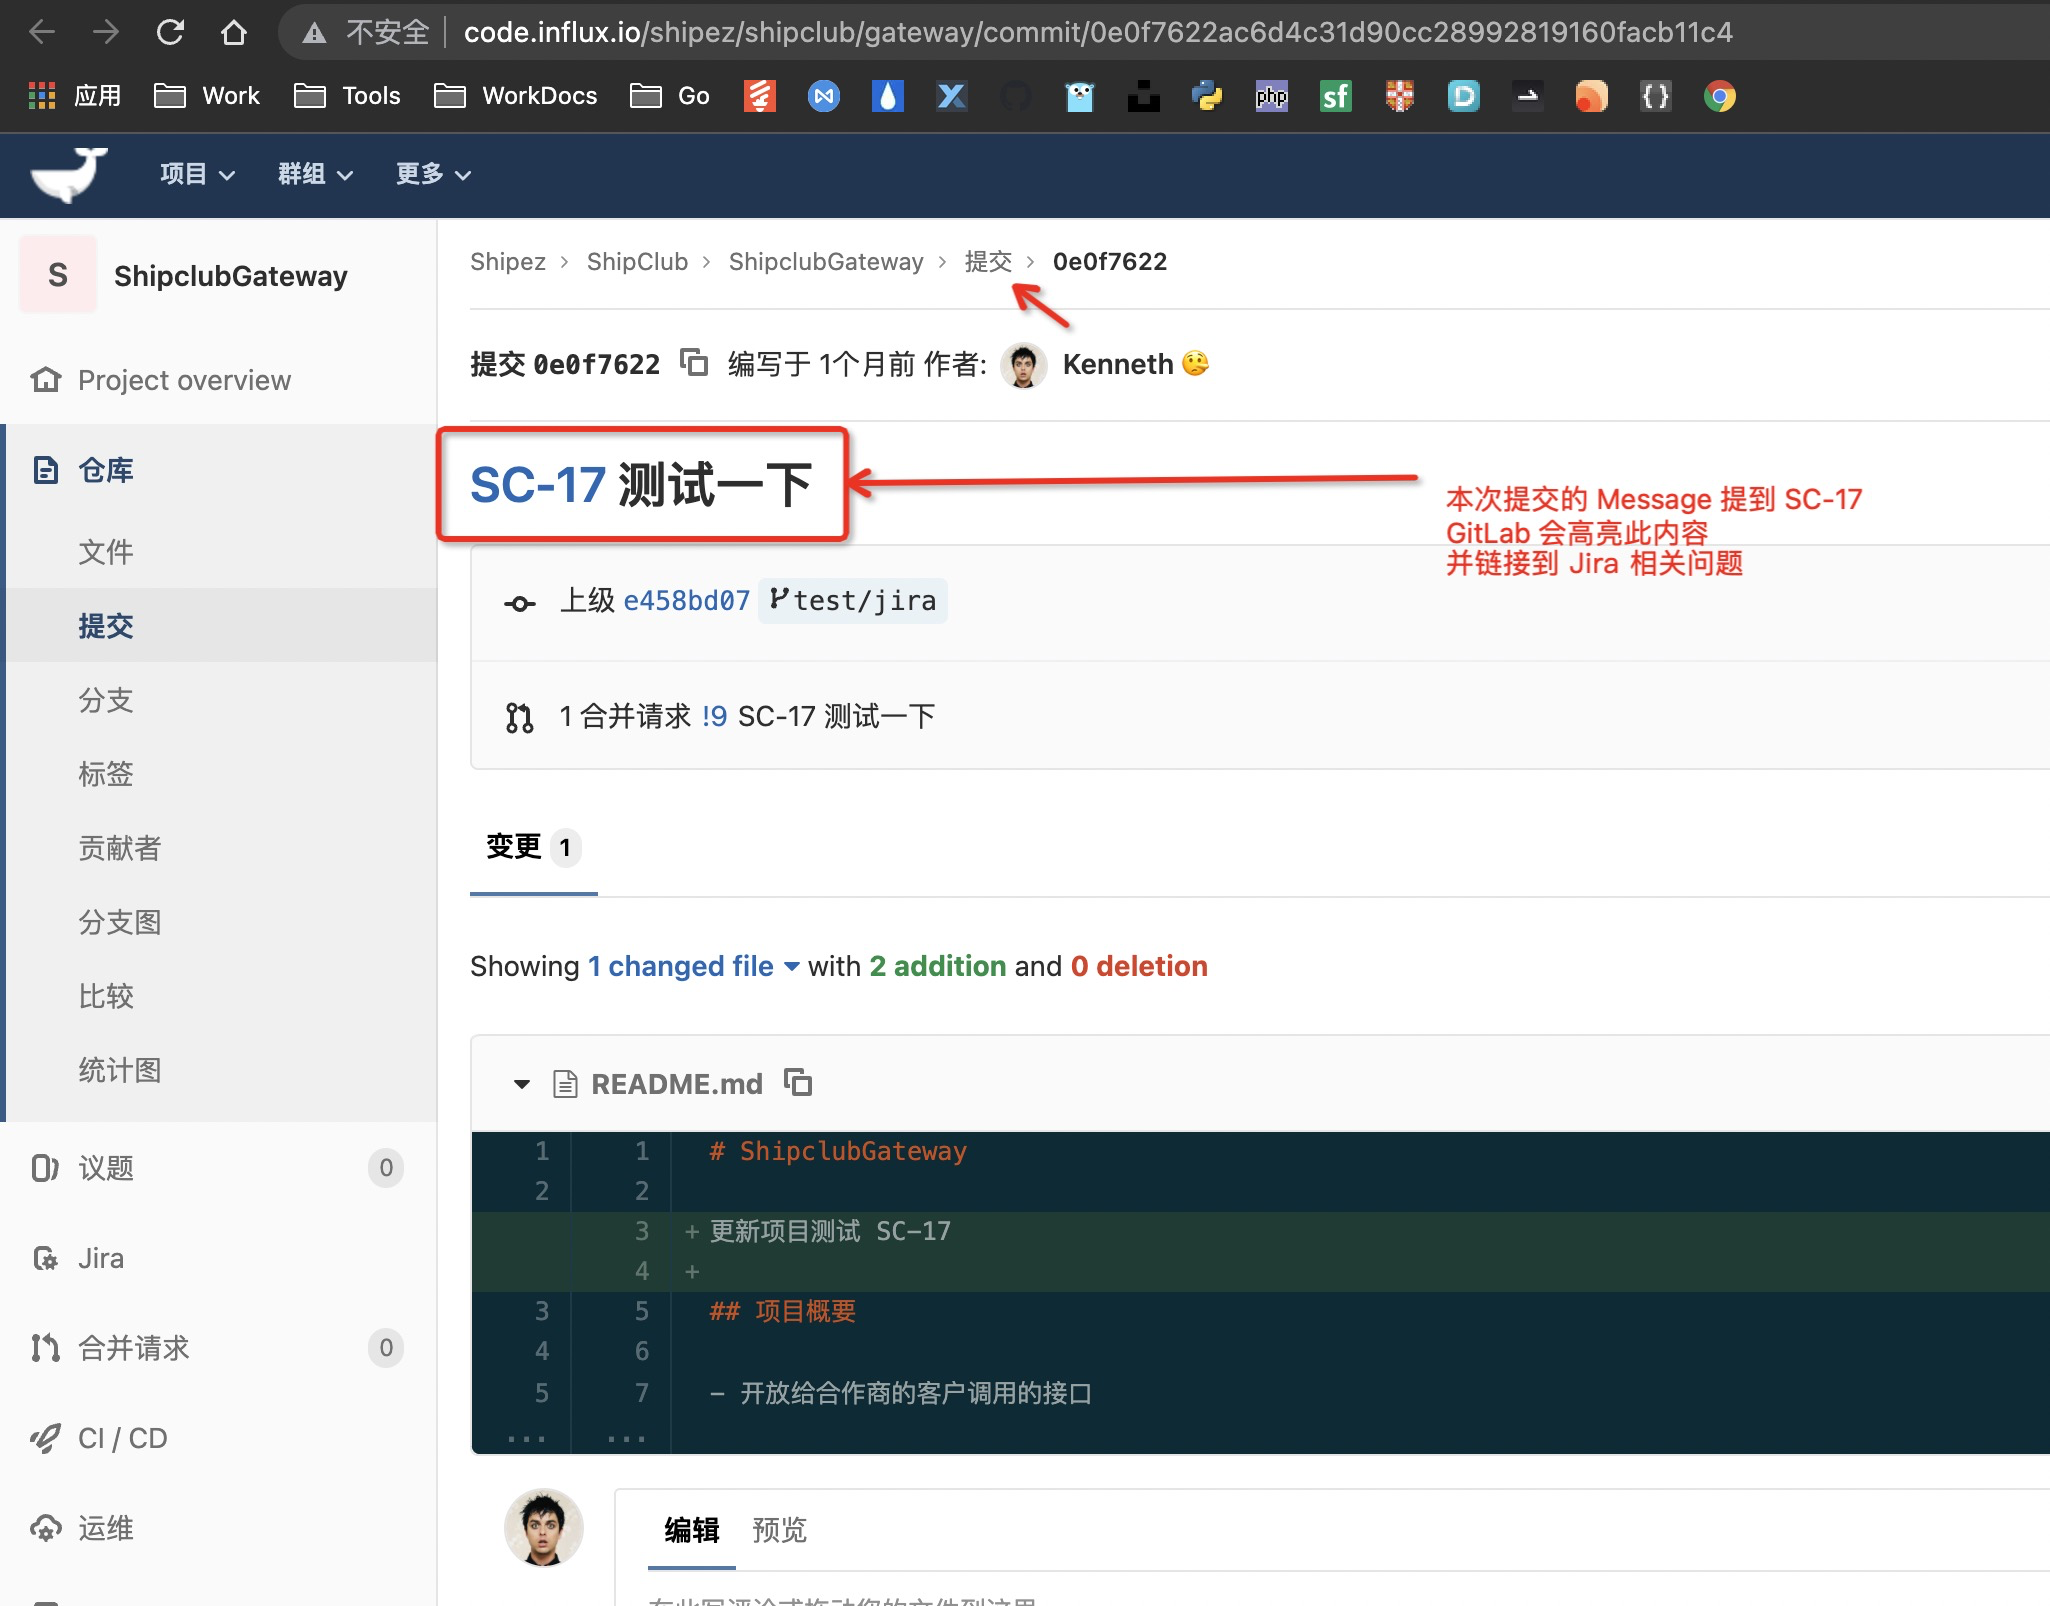 不安全 code.influx.io/shipez/shipclub/gateway/commit/0e0f7622ac6d4c31d90cc28992819160facb11c4
应用 Work Tools WorkDocs Go php sf D {}
项目 群组 更多
S ShipclubGateway
Project overview
仓库
文件
提交
分支
标签
贡献者
分支图
比较
统计图
议题 0
Jira
合并请求 0
CI / CD
运维
Shipez > ShipClub > ShipclubGateway > 提交 > 0e0f7622
提交 0e0f7622 编写于 1个月前 作者: Kenneth 🤥
SC-17 测试一下
本次提交的 Message 提到 SC-17
GitLab 会高亮此内容
并链接到 Jira 相关问题
上级 e458bd07 test/jira
1 合并请求 !9 SC-17 测试一下
变更 1
Showing 1 changed file with 2 addition and 0 deletion
README.md
1 1 # ShipclubGateway
2 2
3 + 更新项目测试 SC-17
4 +
3 5 ## 项目概要
4 6
5 7 - 开放给合作商的客户调用的接口
... ...
编辑 预览